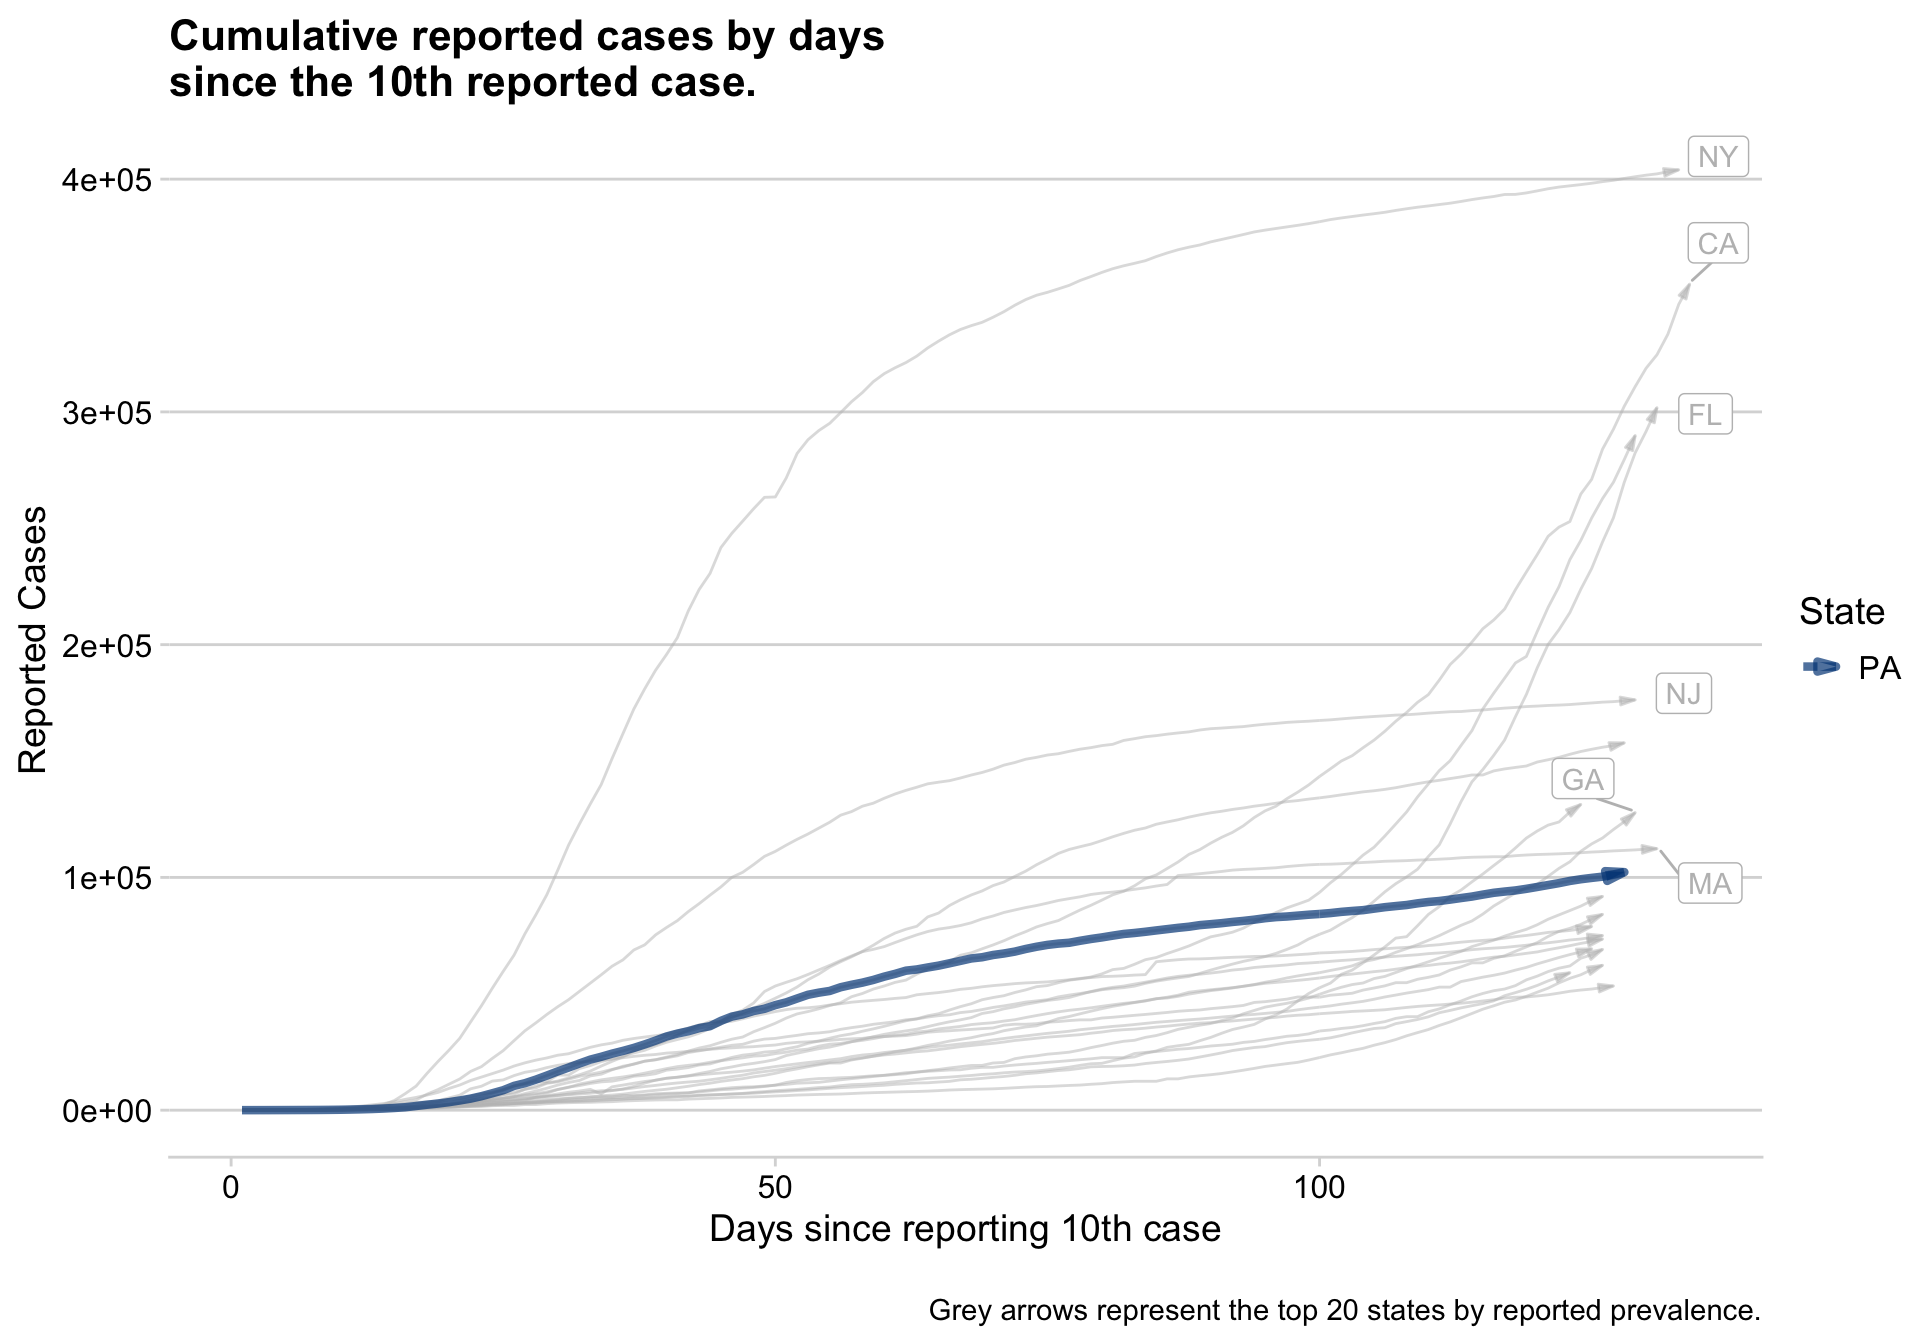 Cumulative reported cases by days
since the 10th reported case.
4e+05
3e+05
2e+05
1e+05
0e+00
Reported Cases
NY
CA
FL
NJ
GA
MA
State
PA
0
50
100
Days since reporting 10th case
Grey arrows represent the top 20 states by reported prevalence.